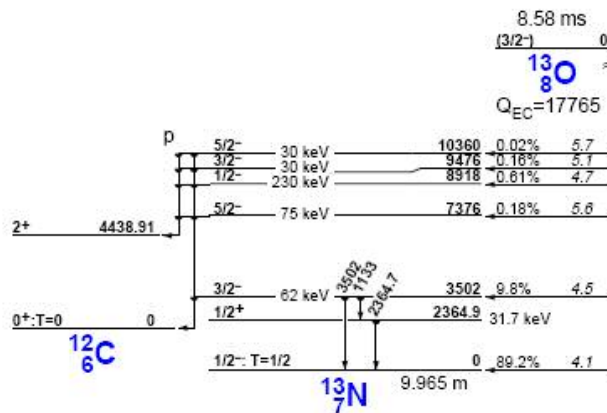 8.58 ms
(3/2⁻) 0
¹³₈O
Q_EC=17765
p
5/2⁻ 30 keV 10360 0.02% 5.7
3/2⁻ 30 keV 9476 0.16% 5.1
1/2⁻ 230 keV 8918 0.61% 4.7
5/2⁻ 75 keV 7376 0.18% 5.6
2+ 4438.91
3502 1133 2364.7
3/2⁻ 62 keV 3502 9.8% 4.5
1/2⁺ 2364.9 31.7 keV
0⁺:T=0 0
¹²₆C
1/2⁻: T=1/2 0 89.2% 4.1
¹³₇N
9.965 m